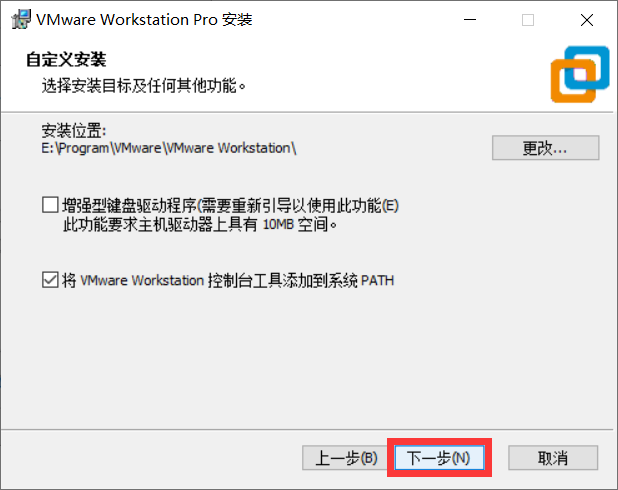 VMware Workstation Pro 安装
自定义安装
选择安装目标及任何其他功能。
安装位置:
E:\Program\VMware\VMware Workstation\
更改...
增强型键盘驱动程序(需要重新引导以使用此功能(E)
此功能要求主机驱动器上具有 10MB 空间。
将 VMware Workstation 控制台工具添加到系统 PATH
上一步(B)
下一步(N)
取消